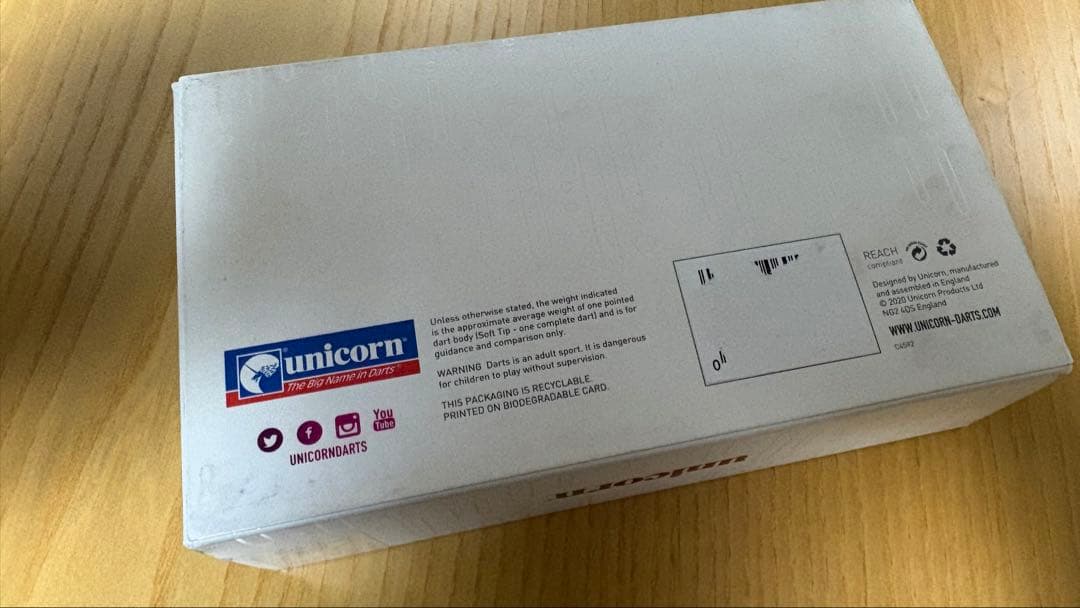 unicorn
The Big Name in Darts
You
Tube
UNICORNDARTS
Unless otherwise stated, the weight indicated
is the approximate average weight of one pointed
dart body (Soft Tip - one complete dart) and is for
guidance and comparison only.
WARNING Darts is an adult sport. It is dangerous
for children to play without supervision.
THIS PACKAGING IS RECYCLABLE.
PRINTED ON BIODEGRADABLE CARD.
REACH
compliant
Designed by Unicorn, manufactured
and assembled in England
© 2020 Unicorn Products Ltd
NG2 4DS England
WWW.UNICORN-DARTS.COM
unicorn